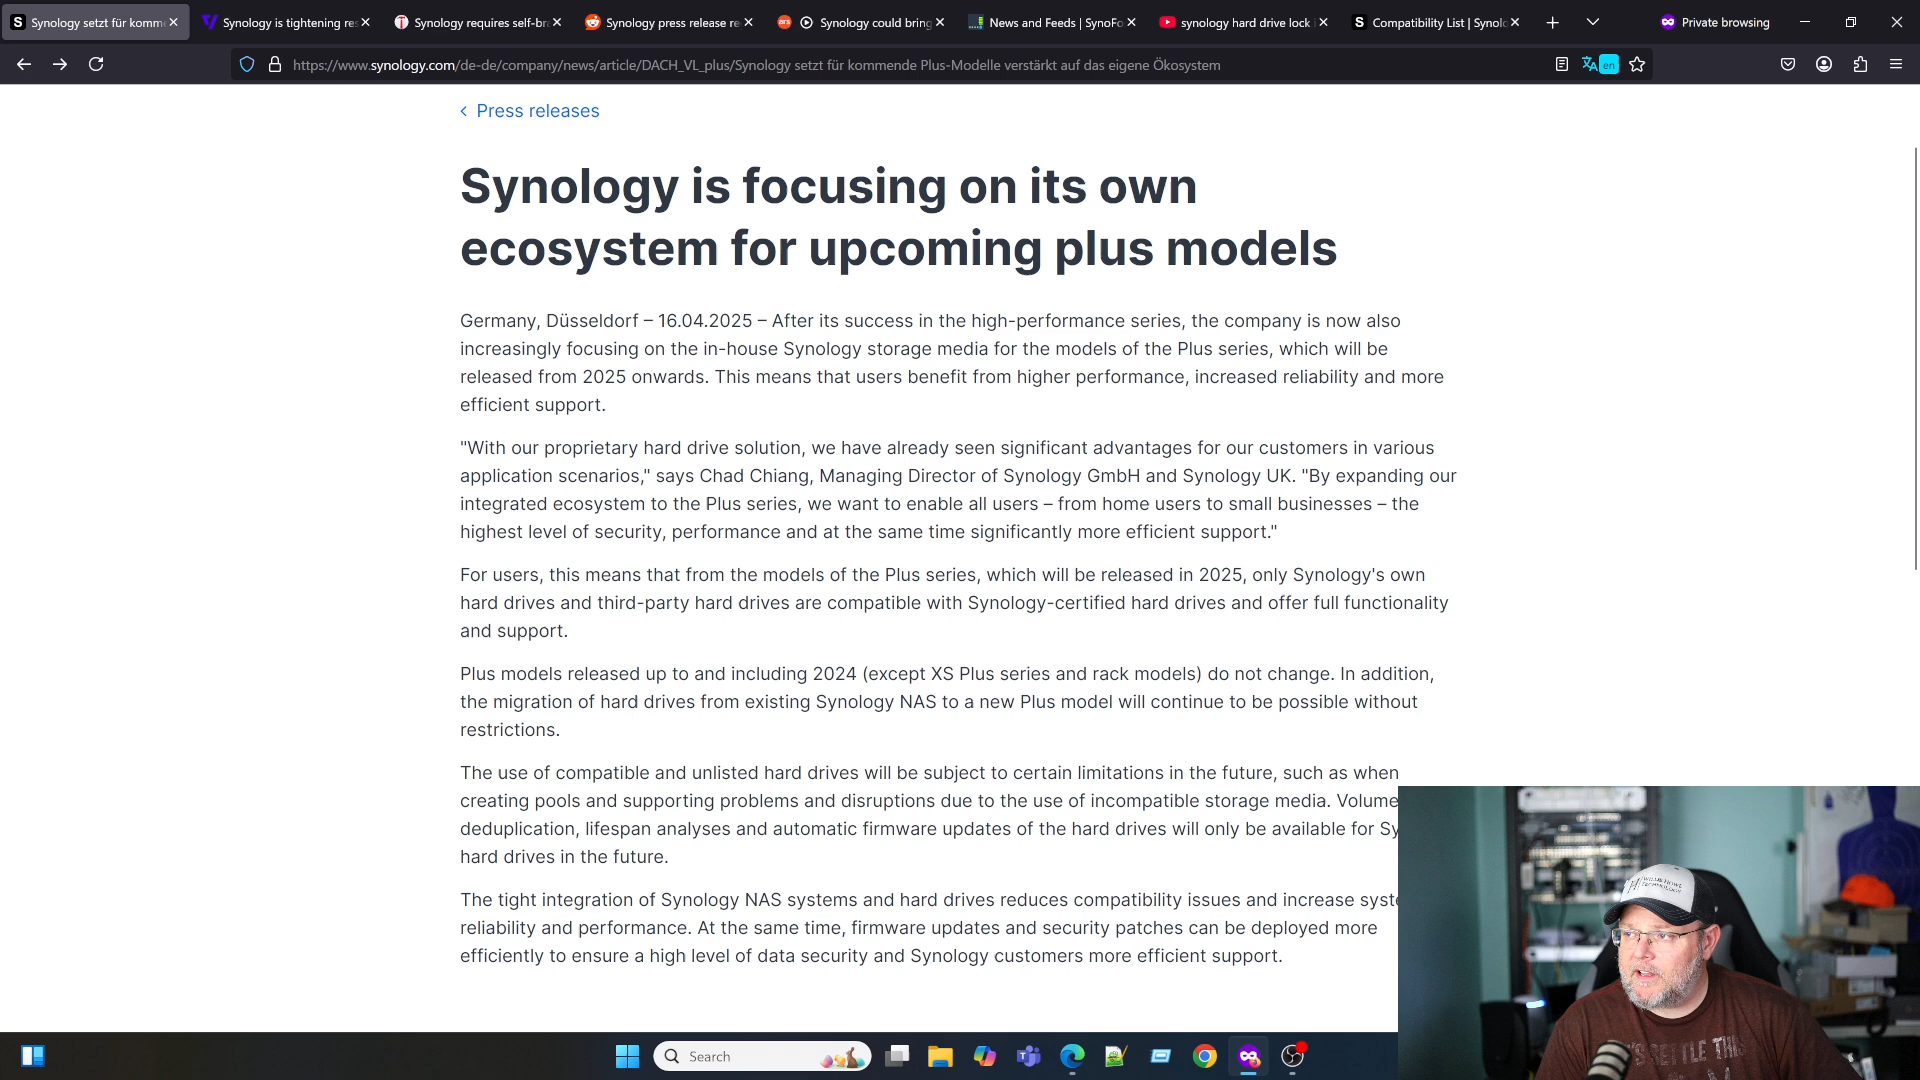 Synology setzt für komm
Synology is tightening re
Synology requires self-br
Synology press release re
Synology could bring
News and Feeds | SynoFo
synology hard drive lock i
Compatibility List | Synolo
Private browsing
https://www.synology.com/de-de/company/news/article/DACH_VL_plus/Synology setzt für kommende Plus-Modelle verstärkt auf das eigene Ökosystem
en
Press releases
Synology is focusing on its own
ecosystem for upcoming plus models
Germany, Düsseldorf – 16.04.2025 – After its success in the high-performance series, the company is now also
increasingly focusing on the in-house Synology storage media for the models of the Plus series, which will be
released from 2025 onwards. This means that users benefit from higher performance, increased reliability and more
efficient support.
"With our proprietary hard drive solution, we have already seen significant advantages for our customers in various
application scenarios," says Chad Chiang, Managing Director of Synology GmbH and Synology UK. "By expanding our
integrated ecosystem to the Plus series, we want to enable all users – from home users to small businesses – the
highest level of security, performance and at the same time significantly more efficient support."
For users, this means that from the models of the Plus series, which will be released in 2025, only Synology's own
hard drives and third-party hard drives are compatible with Synology-certified hard drives and offer full functionality
and support.
Plus models released up to and including 2024 (except XS Plus series and rack models) do not change. In addition,
the migration of hard drives from existing Synology NAS to a new Plus model will continue to be possible without
restrictions.
The use of compatible and unlisted hard drives will be subject to certain limitations in the future, such as when
creating pools and supporting problems and disruptions due to the use of incompatible storage media. Volume
deduplication, lifespan analyses and automatic firmware updates of the hard drives will only be available for Sy
hard drives in the future.
The tight integration of Synology NAS systems and hard drives reduces compatibility issues and increase syste
reliability and performance. At the same time, firmware updates and security patches can be deployed more
efficiently to ensure a high level of data security and Synology customers more efficient support.
Search